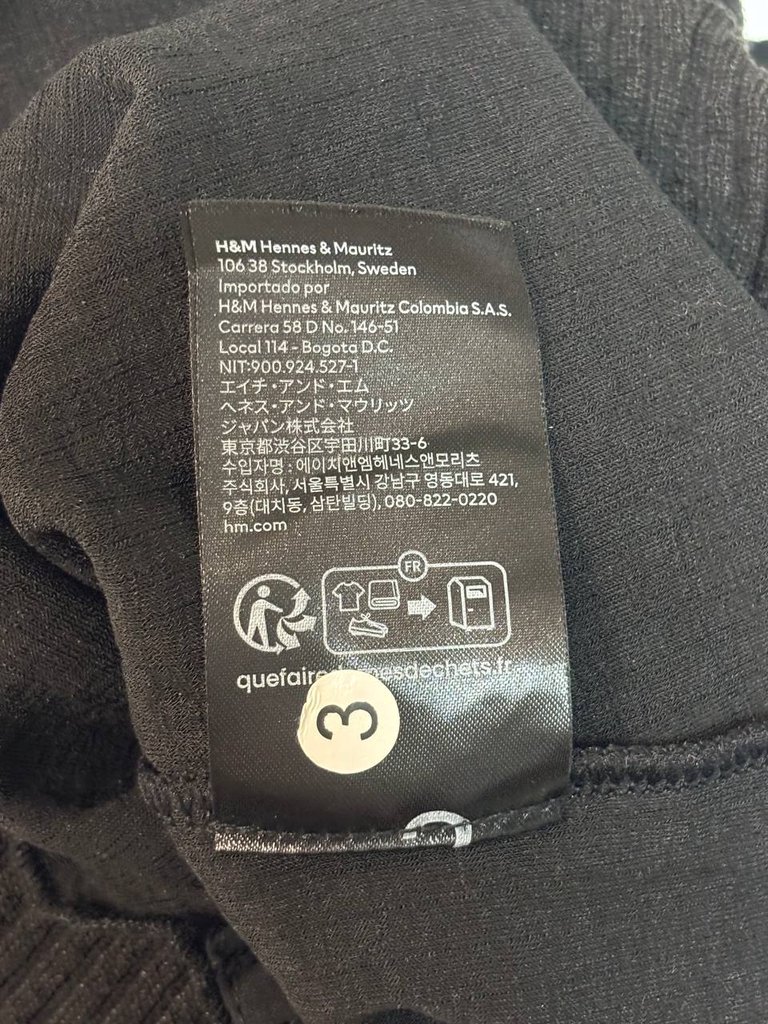 H&M Hennes & Mauritz
106 38 Stockholm, Sweden
Importado por
H&M Hennes & Mauritz Colombia S.A.S.
Carrera 58 D No. 146-51
Local 114 - Bogota D.C.
NIT:900.924.527-1
エイチ・アンド・エム
ヘネス・アンド・マウリッツ
ジャパン株式会社
東京都渋谷区宇田川町33-6
수입자명 : 에이치앤엠헤네스앤모리츠
주식회사, 서울특별시 강남구 영동대로 421,
9층(대치동, 삼탄빌딩), 080-822-0220
hm.com
FR
3